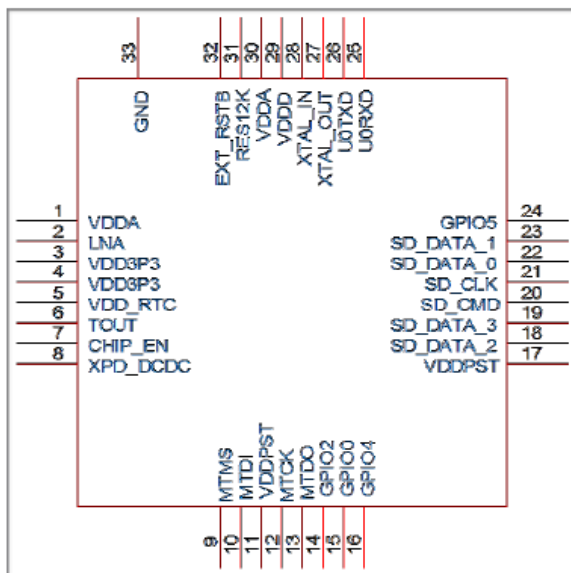 33 32 31 30 29 28 27 26 25
GND EXT_RSTB RES12K VDDA VDDD XTAL_IN XTAL_OUT U0TXD U0RXD
1 VDDA
2 LNA
3 VDD3P3
4 VDD3P3
5 VDD_RTC
6 TOUT
7 CHIP_EN
8 XPD_DCDC
GPIO5 24
SD_DATA_1 23
SD_DATA_0 22
SD_CLK 21
SD_CMD 20
SD_DATA_3 19
SD_DATA_2 18
VDDPST 17
MTMS MTDI VDDPST MTCK MTDO GPIO2 GPIO0 GPIO4
9 10 11 12 13 14 15 16